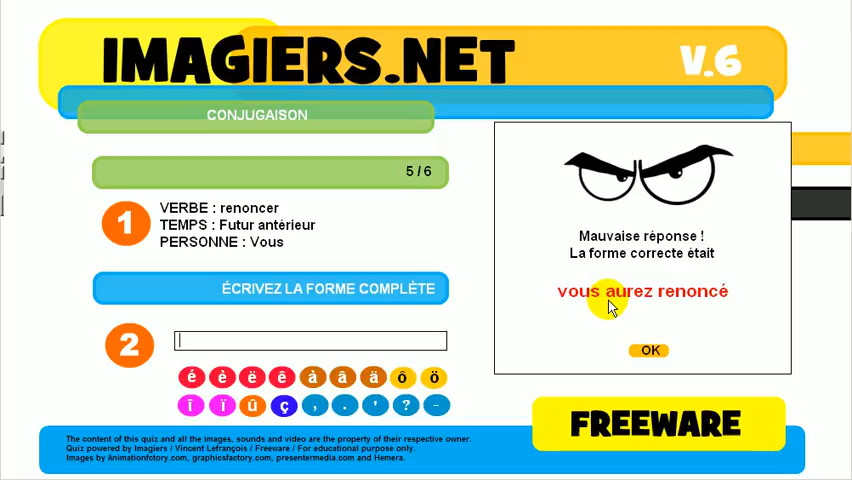 IMAGIERS.NET
V.6
CONJUGAISON
5 / 6
1
VERBE : renoncer
TEMPS : Futur antérieur
PERSONNE : Vous
ÉCRIVEZ LA FORME COMPLÈTE
2
é è ë ê à â ä ô ö
î ï û ç , . ' ? -
Mauvaise réponse !
La forme correcte était
vous aurez renoncé
OK
FREEWARE
The content of this quiz and all the images, sounds and video are the property of their respective owner.
Quiz powered by Imagiers / Vincent Lefrançois / Freeware / For educational purpose only.
Images by Animationfctory.com, graphicsfactory.com, presentermedia.com and Hemera.